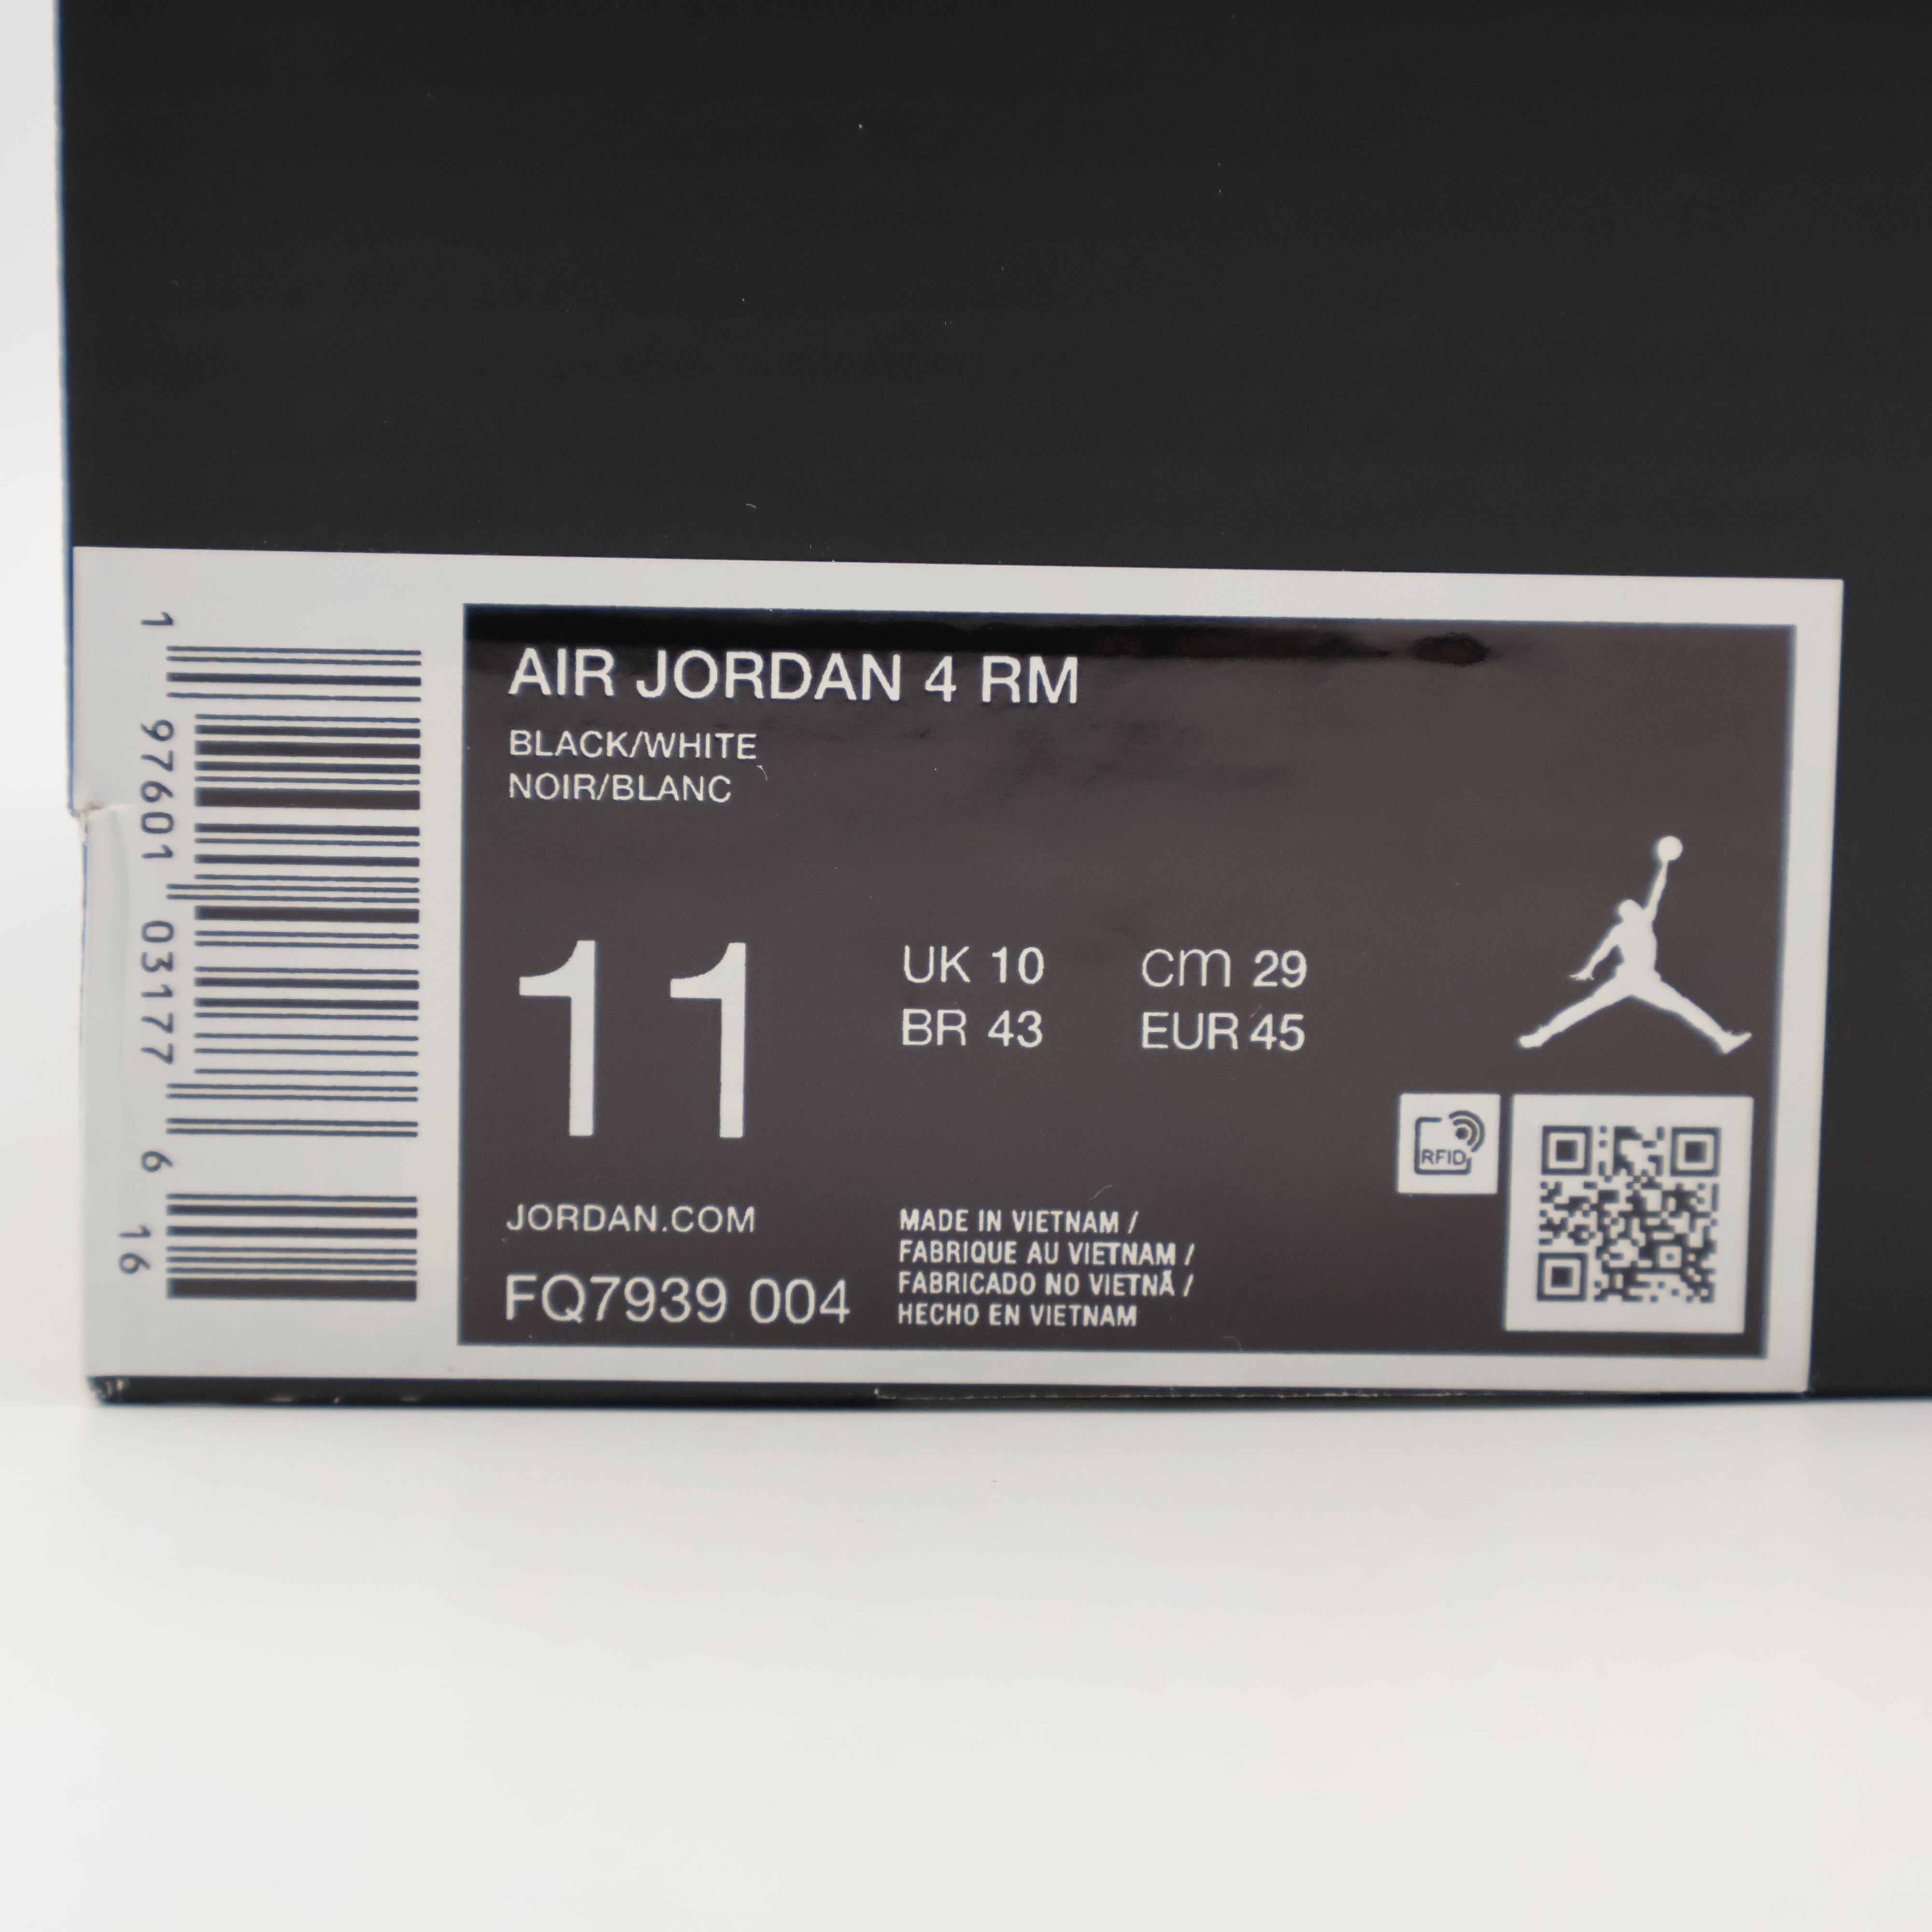 1 97601 03177 6 16
AIR JORDAN 4 RM
BLACK/WHITE
NOIR/BLANC
11
UK 10 cm 29
BR 43 EUR 45
RFID
JORDAN.COM
FQ7939 004
MADE IN VIETNAM /
FABRIQUE AU VIETNAM /
FABRICADO NO VIETNÃ /
HECHO EN VIETNAM